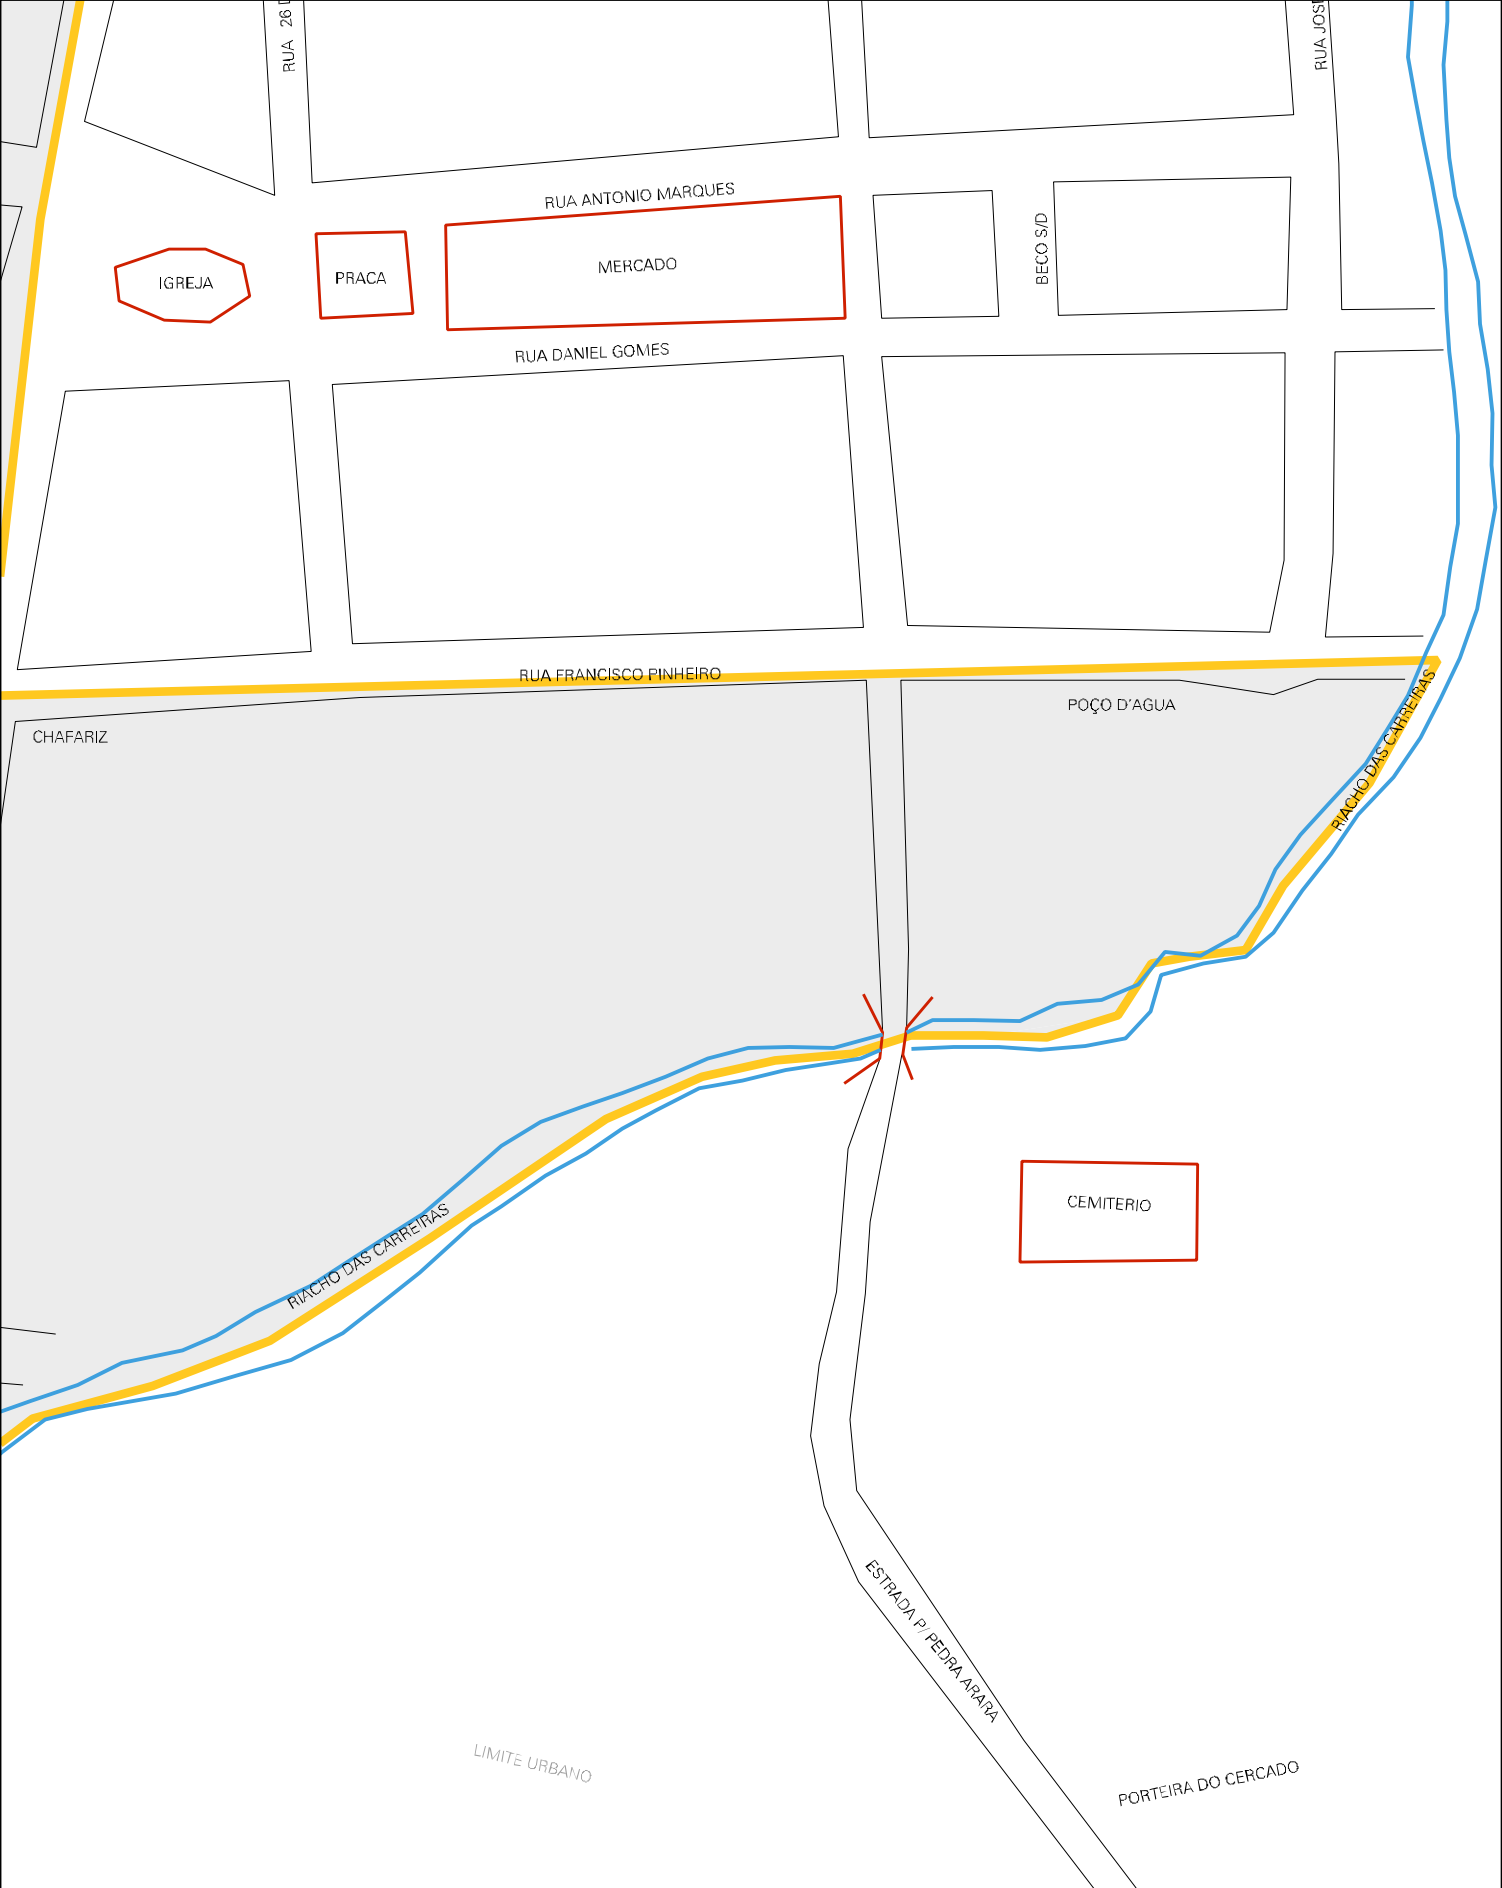 RUA 26
RUA
RUA ANTONIO MARQUES
BECO S/D
MERCADO
PRACA
IGREJA
RUA DANIEL GOMES
RUA FRANCISCO PINHEIRO
POÇO D'AGUA
CHAFARIZ
RIACHO DAS CARREIRAS
CEMITERIO
RIACHO DAS CARREIRAS
ESTRADA P/ PEDRA ARARA
LIMITE URBANO
PORTEIRA DO CERCADO